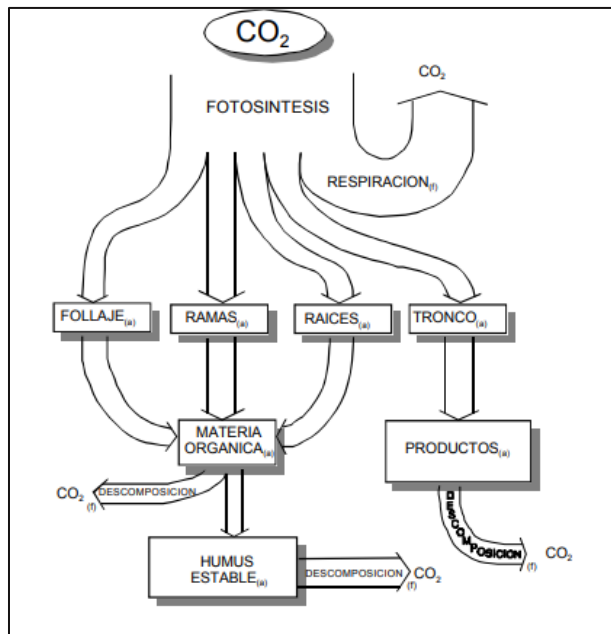 CO2
CO2
FOTOSINTESIS
RESPIRACION(f)
FOLLAJE(a)
RAMAS(a)
RAICES(a)
TRONCO(a)
MATERIA
ORGANICA(a)
PRODUCTOS(a)
CO2 (f)
DESCOMPOSICION
DESCOMPOSICION (f)
CO2
HUMUS
ESTABLE(a)
DESCOMPOSICION
CO2
(f)